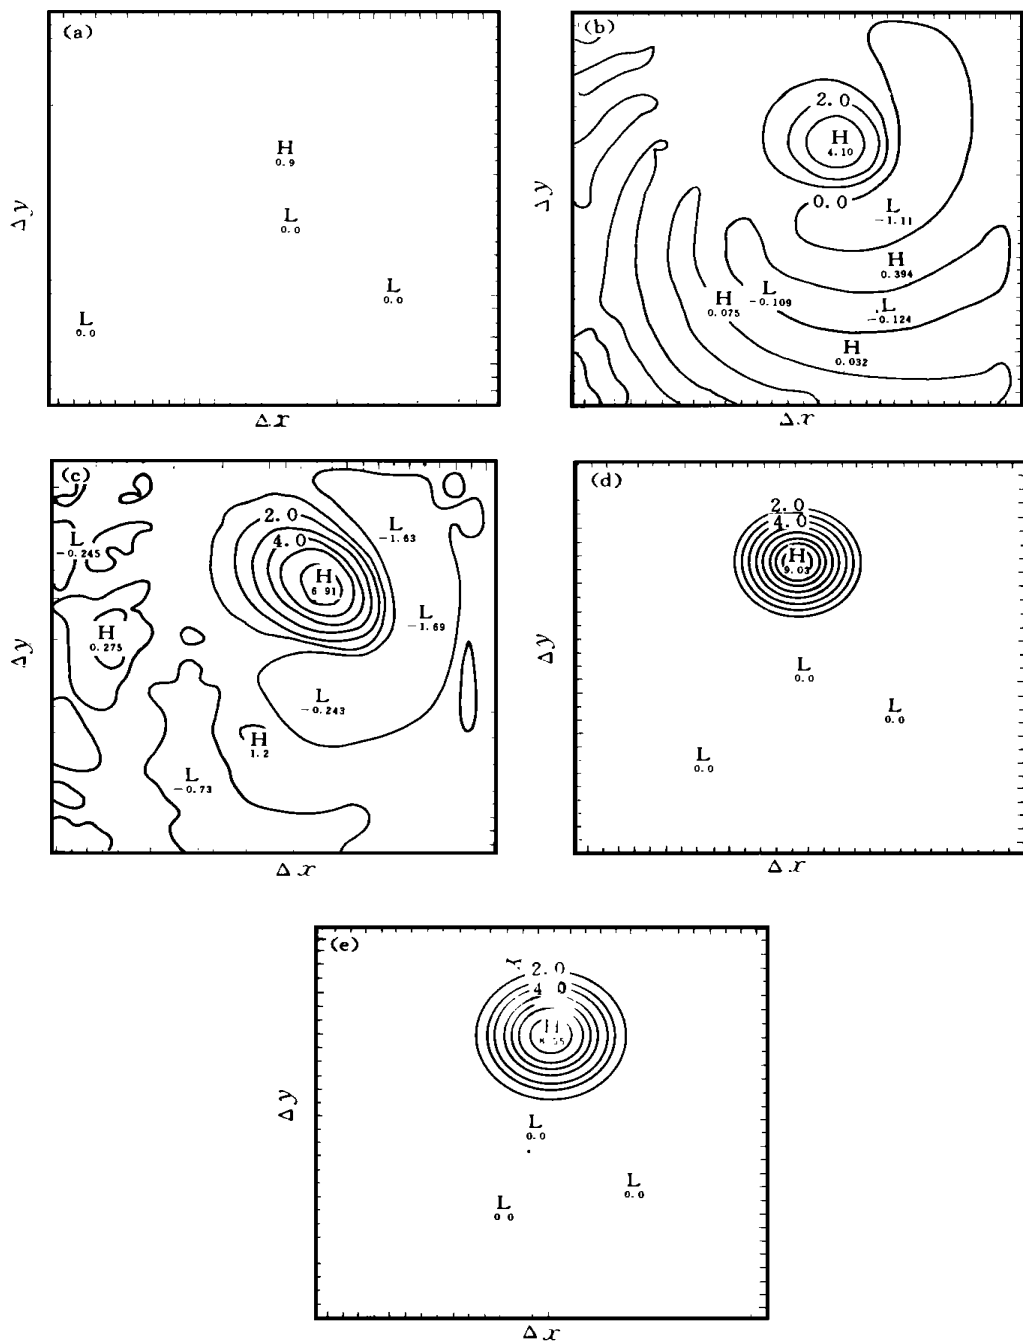 (a)
H
0.9
L
0.0
L
0.0
L
0.0
Δy
Δx
(b)
2.0
H
4.10
0.0
L
-1.11
H
0.394
L
-0.109
H
0.075
L
-0.124
H
0.032
Δy
Δx
(c)
2.0
L
-1.63
4.0
L
-0.245
H
6.91
L
-1.69
H
0.275
L
-0.243
H
1.2
L
-0.73
Δy
Δx
(d)
2.0
4.0
H
9.03
L
0.0
L
0.0
L
0.0
Δy
Δx
(e)
2.0
4.0
H
L
0.0
L
0.0
L
0.0
Δy
Δx